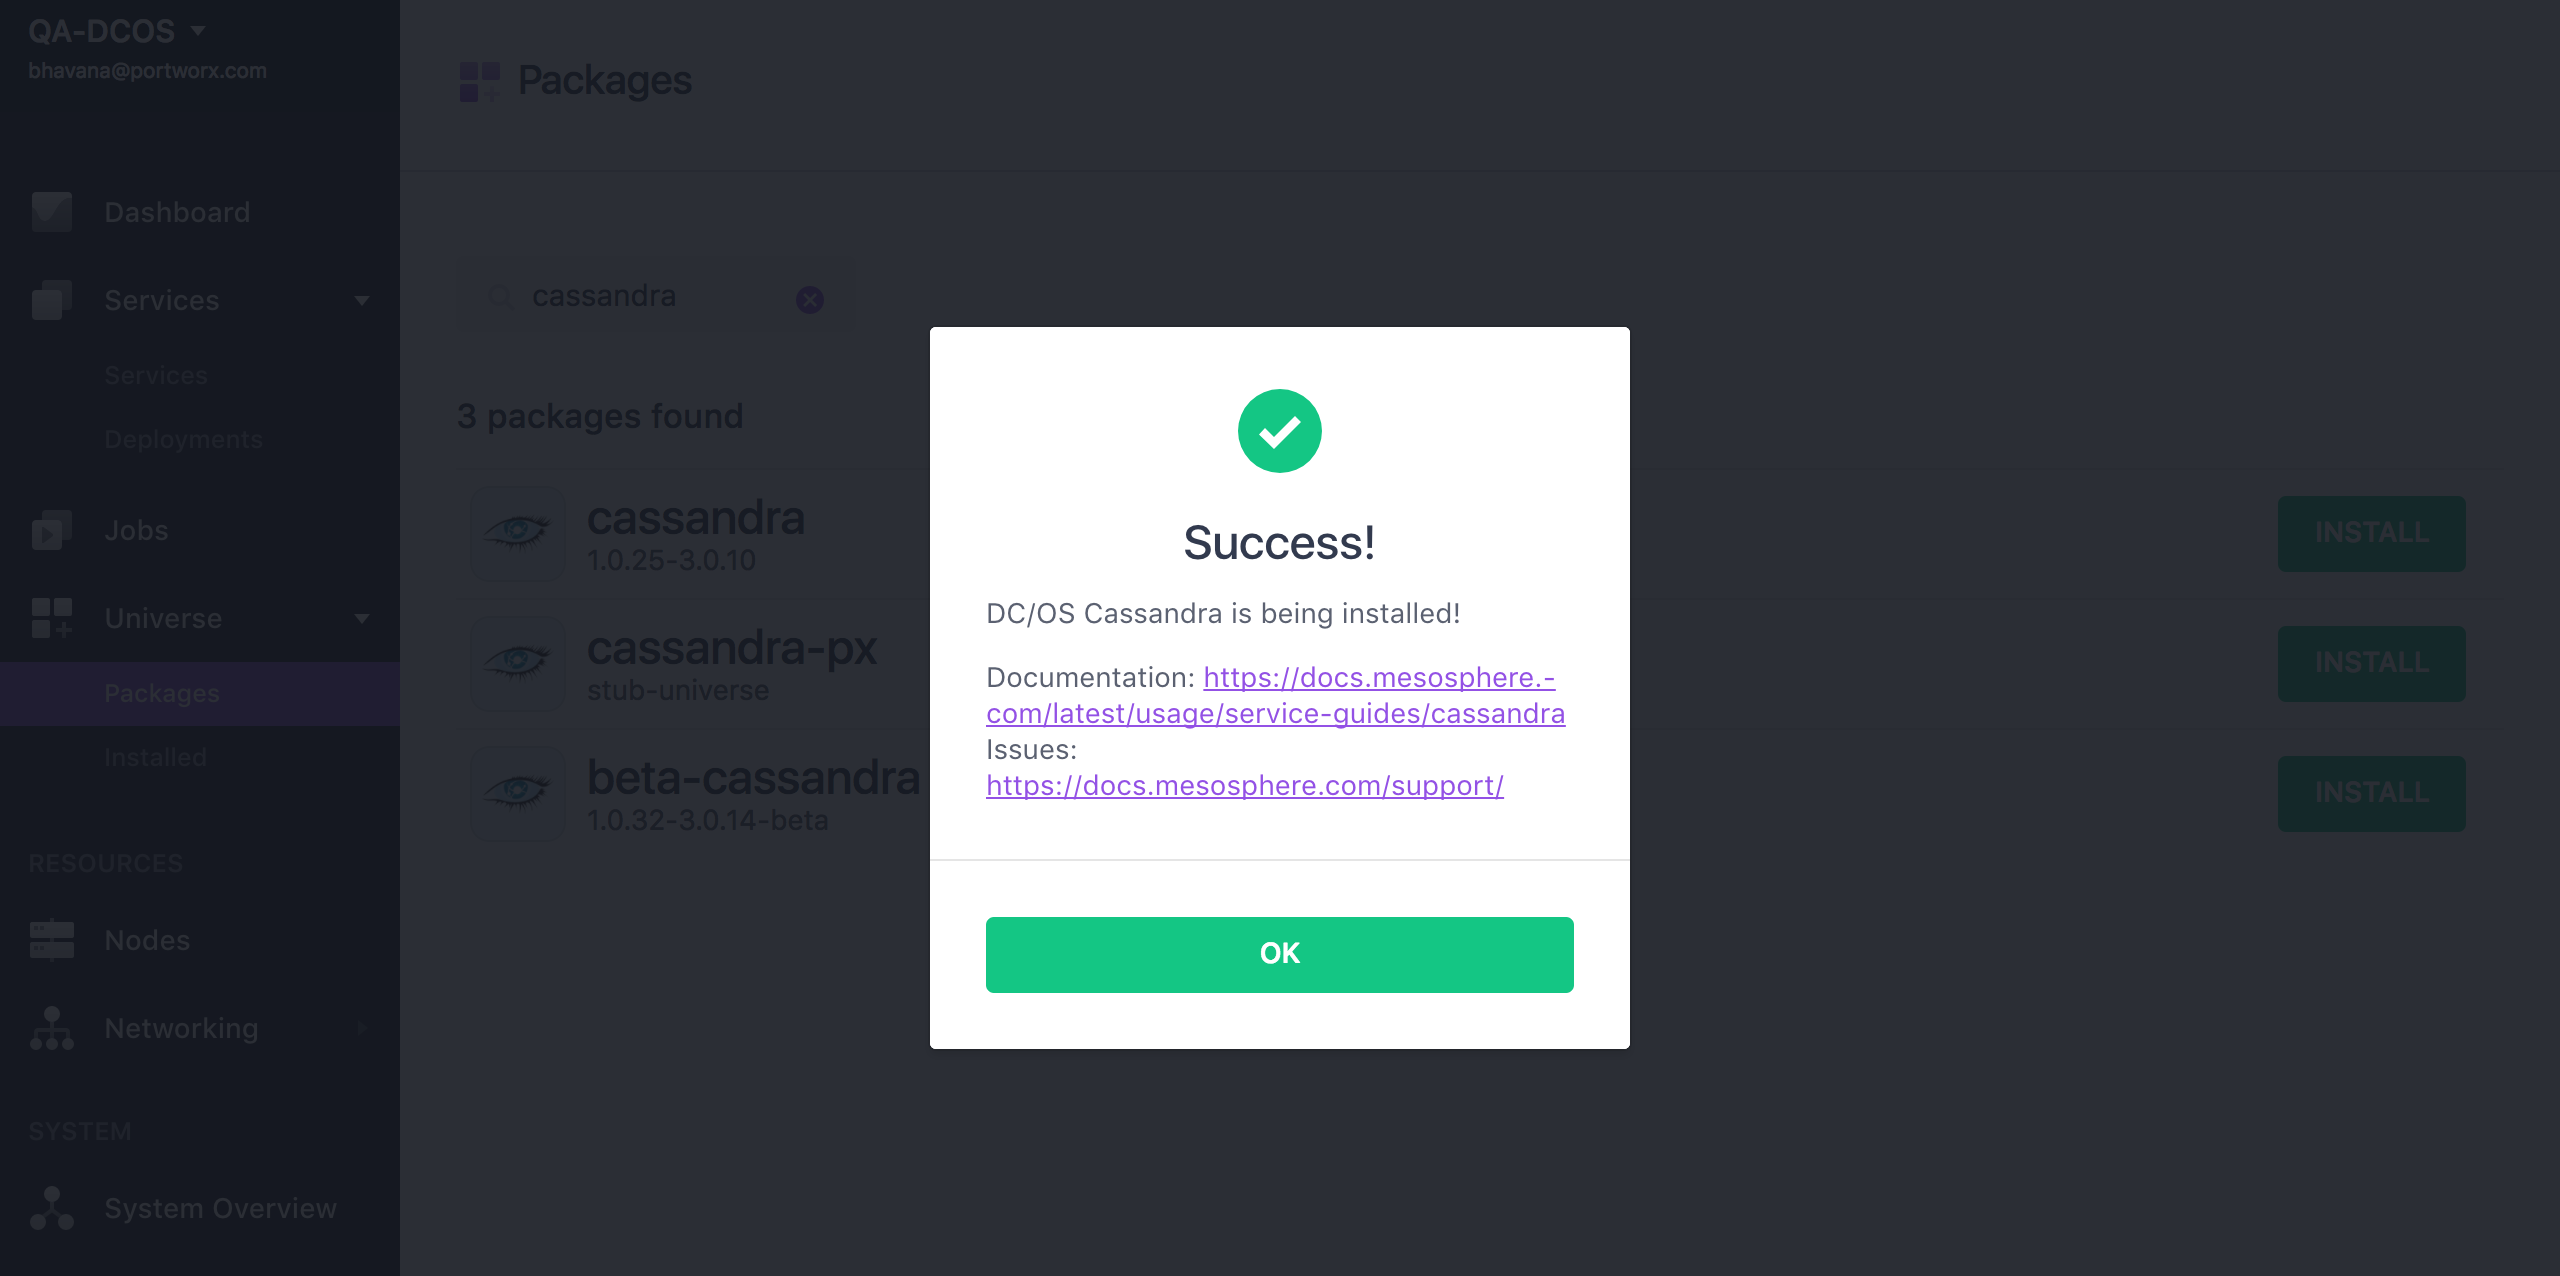 QA-DCOS
bhavana@portworx.com
Dashboard
Services
Services
Deployments
Jobs
Universe
Packages
Installed
RESOURCES
Nodes
Networking
SYSTEM
System Overview
Packages
cassandra
3 packages found
cassandra
1.0.25-3.0.10
INSTALL
cassandra-px
stub-universe
INSTALL
beta-cassandra
1.0.32-3.0.14-beta
INSTALL
Success!
DC/OS Cassandra is being installed!
Documentation: https://docs.mesosphere.-
com/latest/usage/service-guides/cassandra
Issues:
https://docs.mesosphere.com/support/
OK